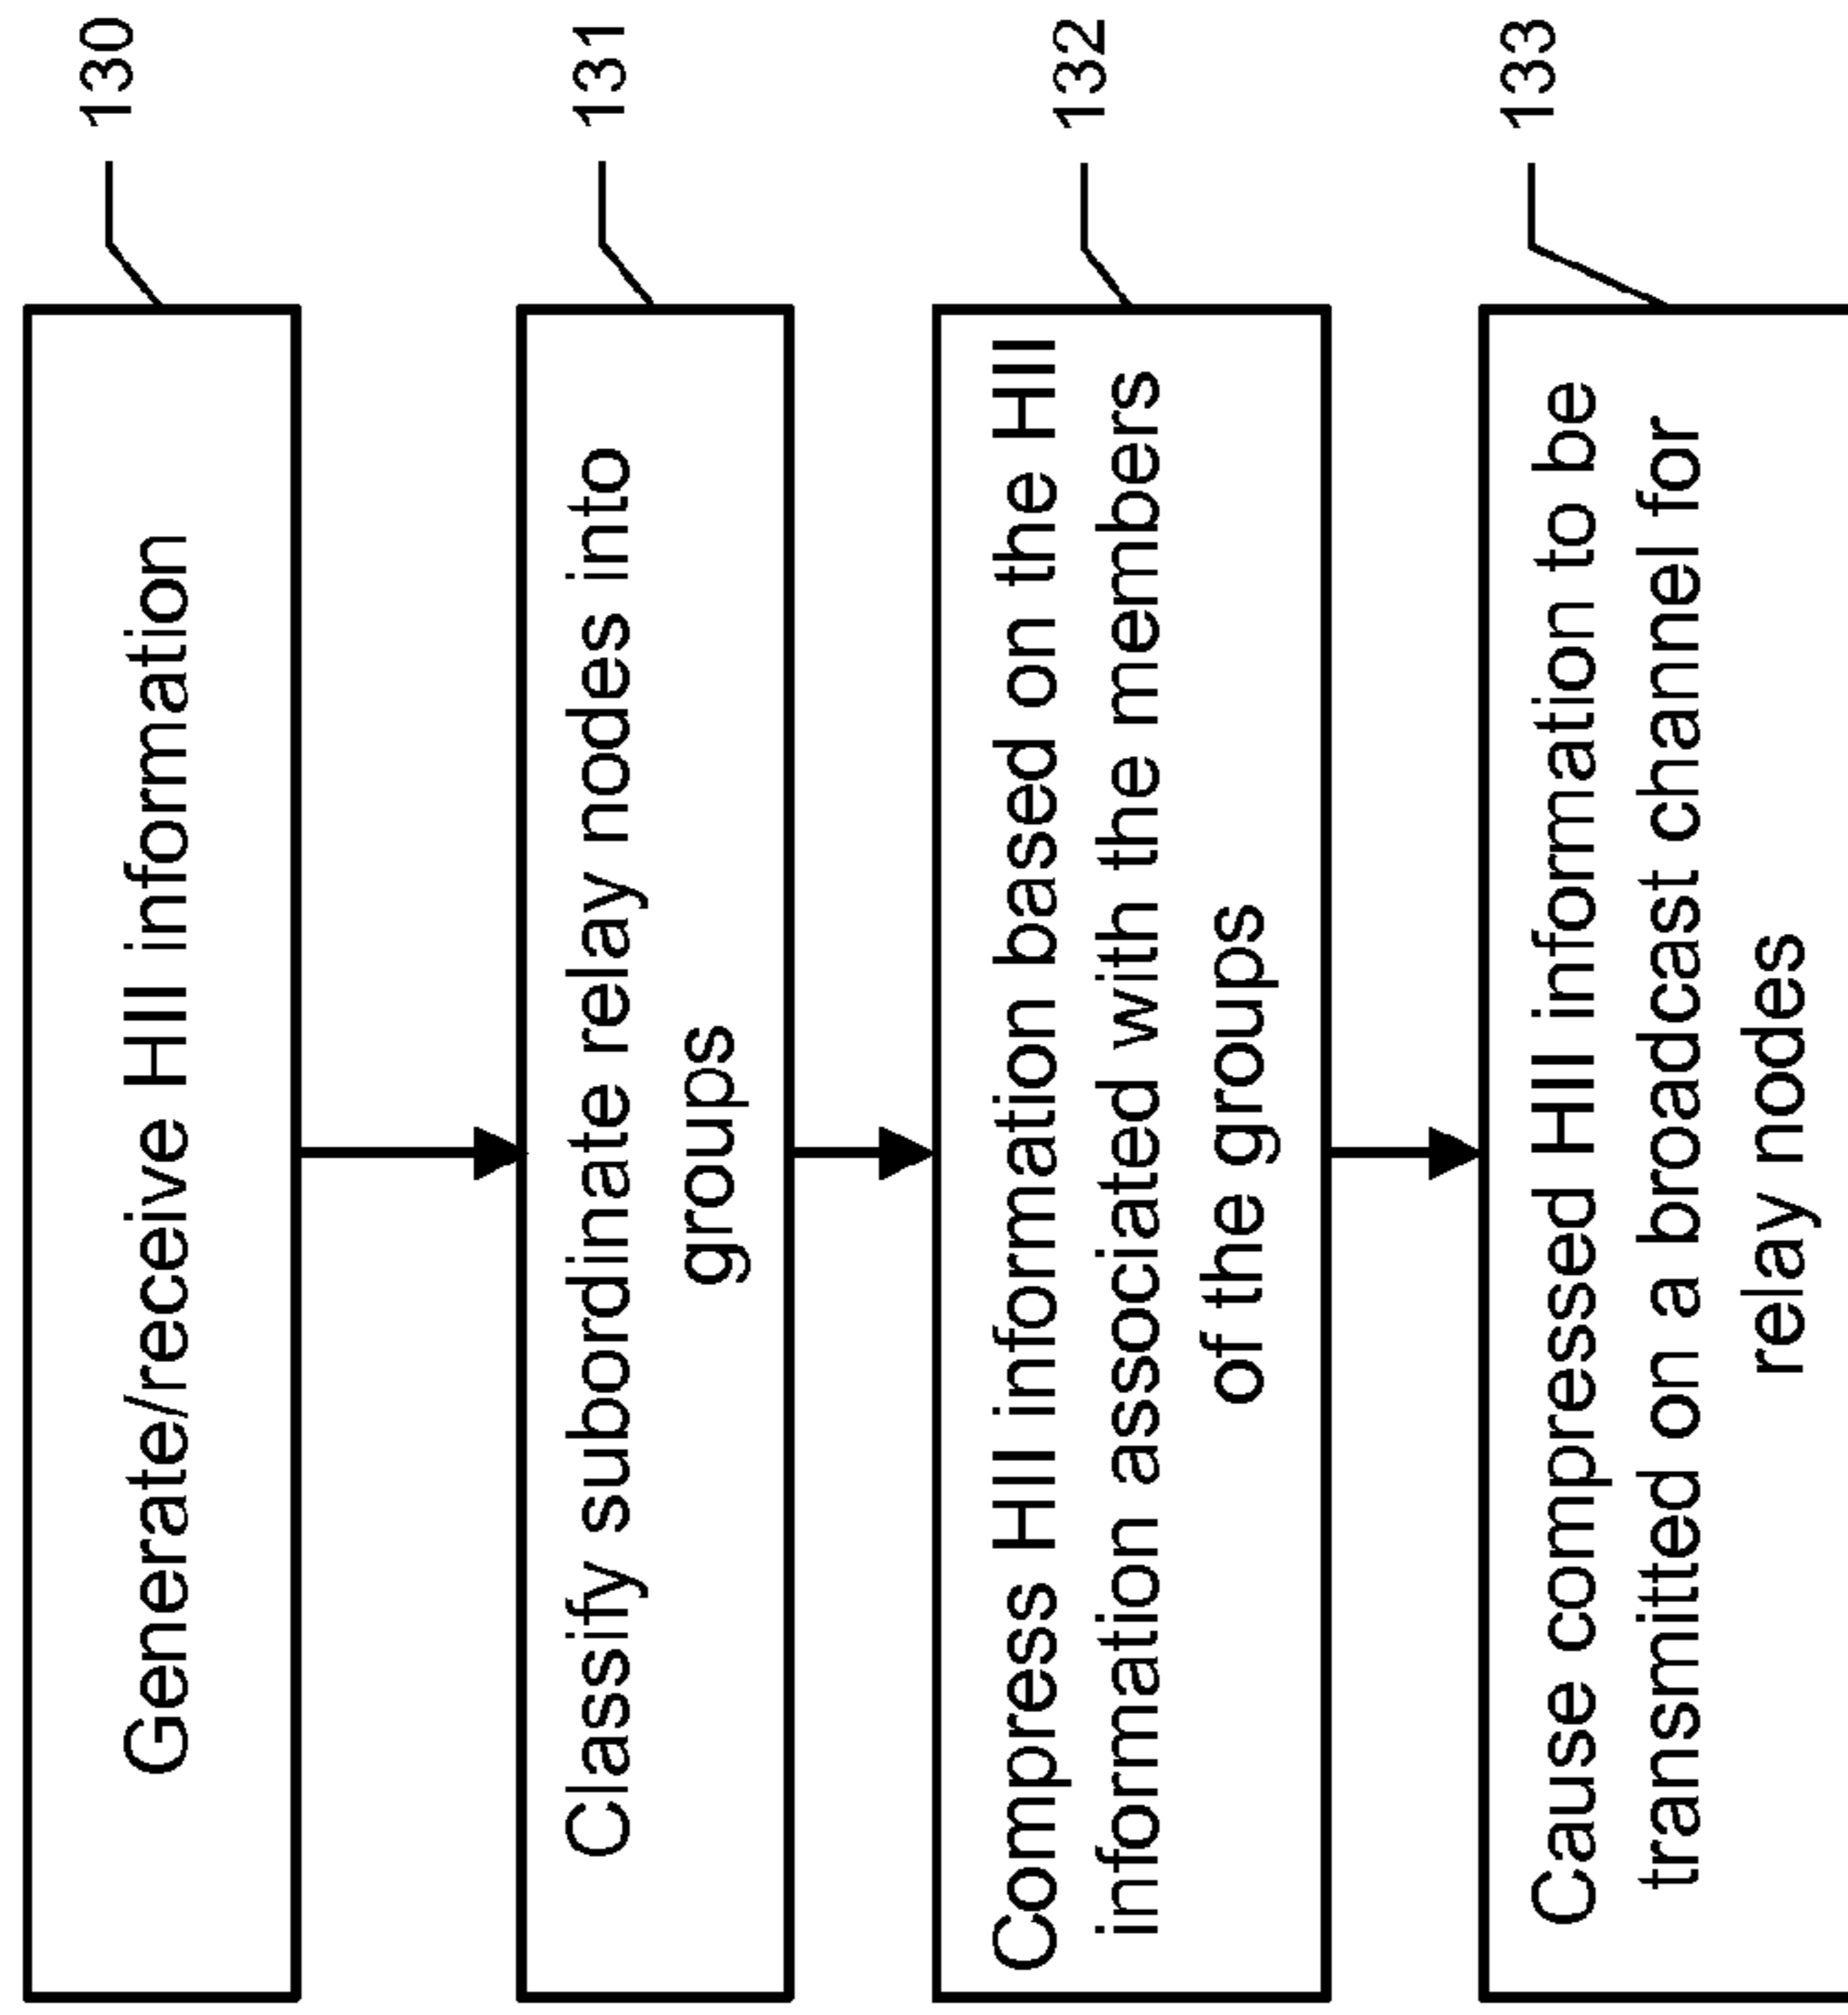 Generate/receive HII information
130
Classify subordinate relay nodes into
groups
131
Compress HII information based on the HII
information associated with the members
of the groups
132
Cause compressed HII information to be
transmitted on a broadcast channel for
relay nodes
133